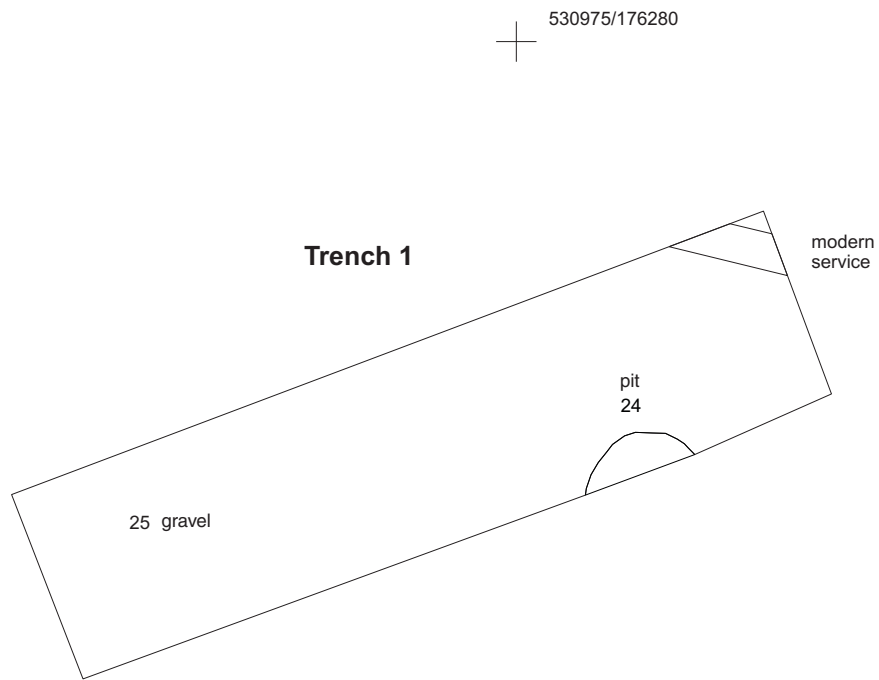 530975/176280
Trench 1
modern
service
pit
24
25 gravel